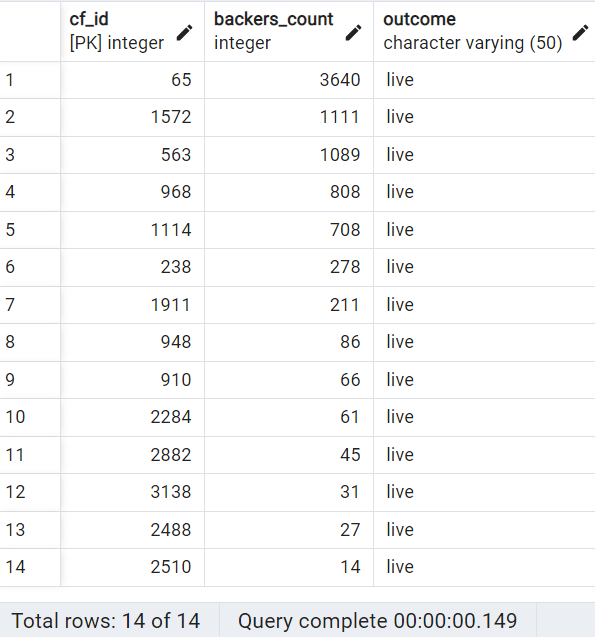 cf_id backers_count outcome
[PK] integer integer character varying (50)
1 65 3640 live
2 1572 1111 live
3 563 1089 live
4 968 808 live
5 1114 708 live
6 238 278 live
7 1911 211 live
8 948 86 live
9 910 66 live
10 2284 61 live
11 2882 45 live
12 3138 31 live
13 2488 27 live
14 2510 14 live
Total rows: 14 of 14 Query complete 00:00:00.149